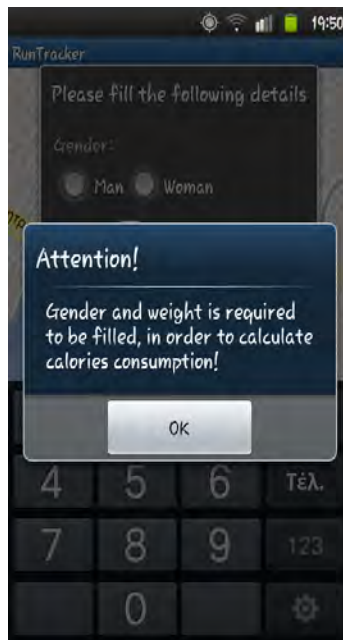 19:50
RunTracker
Please fill the following details
Gender:
Man Woman
Attention!
Gender and weight is required
to be filled, in order to calculate
calories consumption!
OK
4 5 6 Τέλ.
7 8 9 123
0